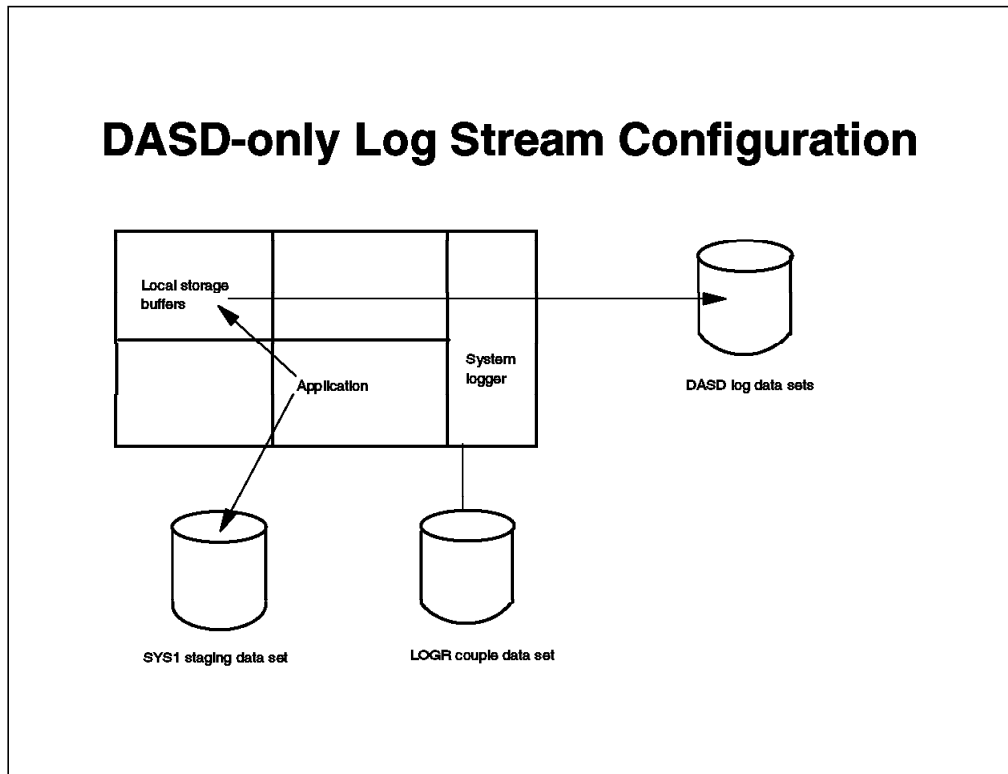 DASD-only Log Stream Configuration
Local storage
buffers
System
logger
Application
DASD log data sets
SYS1 staging data set
LOGR couple data set